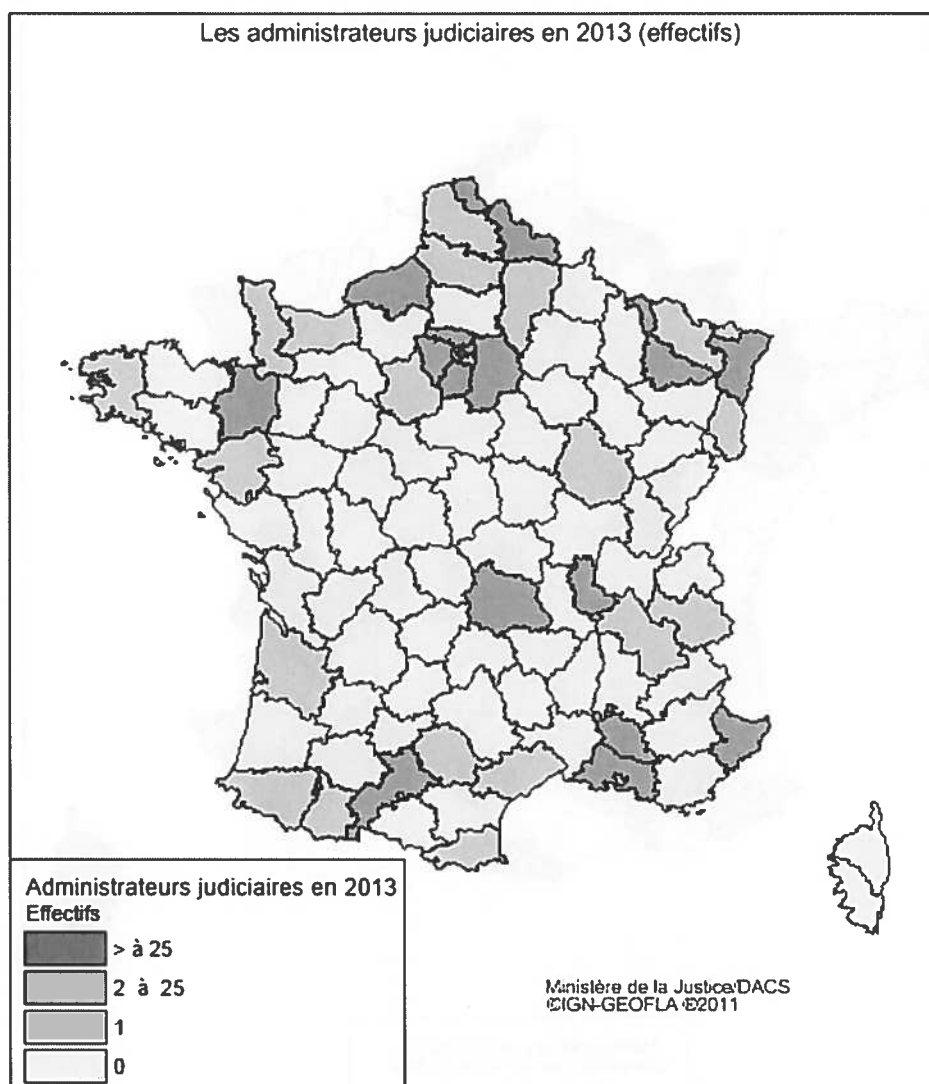 Les administrateurs judiciaires en 2013 (effectifs)
Administrateurs judiciaires en 2013
Effectifs
> à 25
2 à 25
1
0
Ministère de la Justice/DACS
©IGN-GEOFLA ©2011